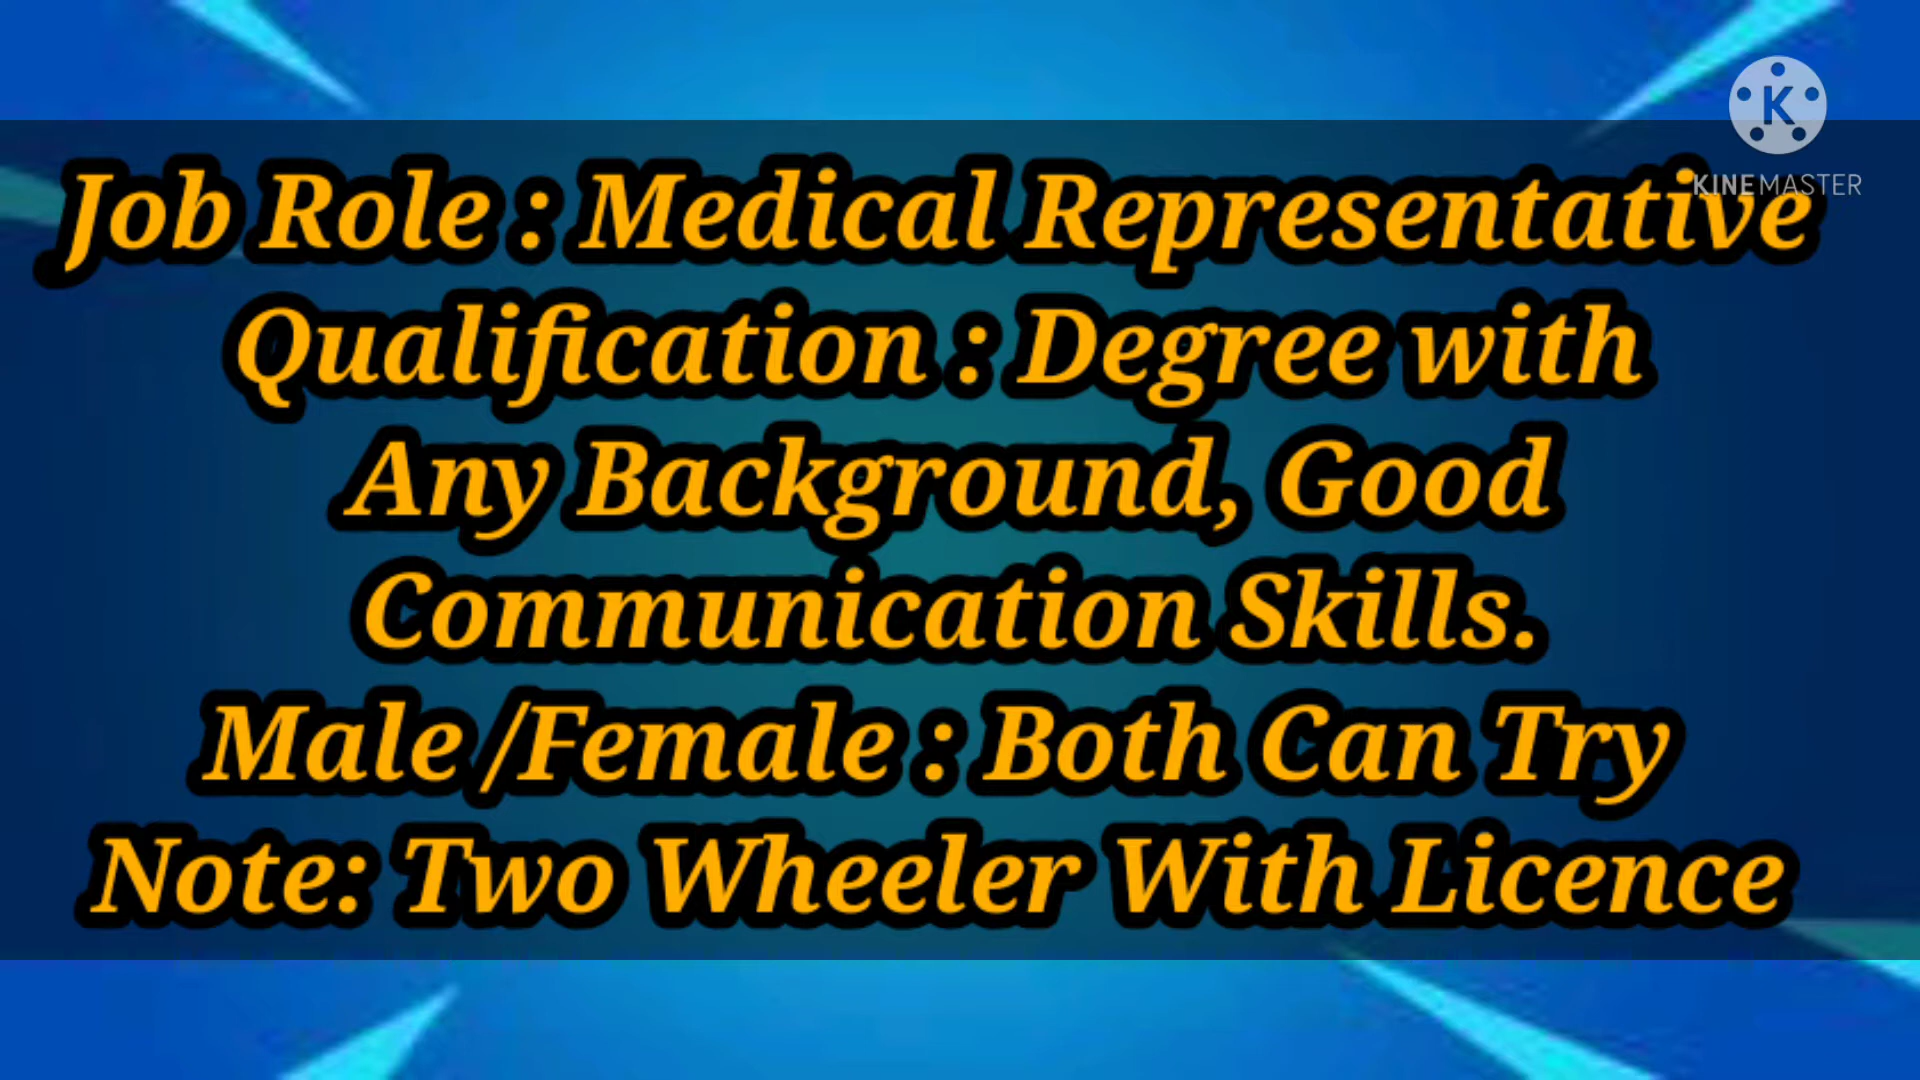 K
KINEMASTER
Job Role : Medical Representative
Qualification : Degree with
Any Background, Good
Communication Skills.
Male /Female : Both Can Try
Note: Two Wheeler With Licence